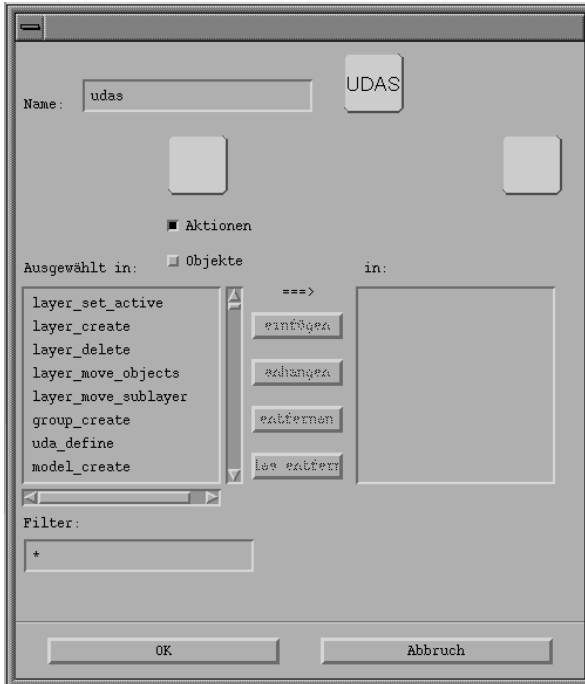 UDAS
Name: udas
Aktionen
Objekte
Ausgewählt in: in:
===>
layer_set_active
layer_create
layer_delete
layer_move_objects
layer_move_sublayer
group_create
uda_define
model_create
einfügen
anhängen
entfernen
Filter:
*
OK Abbruch